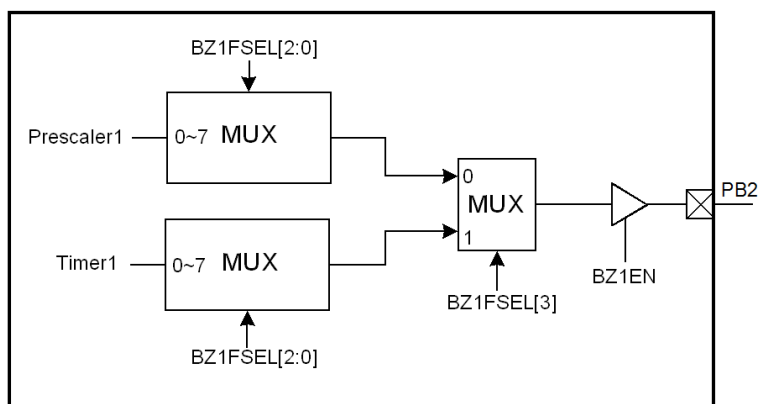 BZ1FSEL[2:0]
Prescaler1
0~7 MUX
0
PB2
MUX
1
Timer1
0~7 MUX
BZ1EN
BZ1FSEL[3]
BZ1FSEL[2:0]